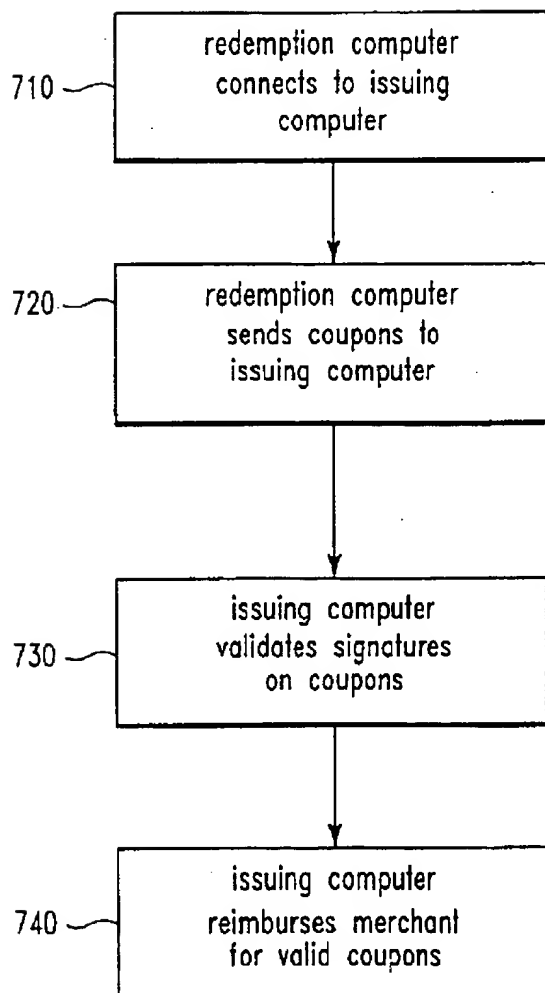 710
redemption computer
connects to issuing
computer
720
redemption computer
sends coupons to
issuing computer
730
issuing computer
validates signatures
on coupons
740
issuing computer
reimburses merchant
for valid coupons